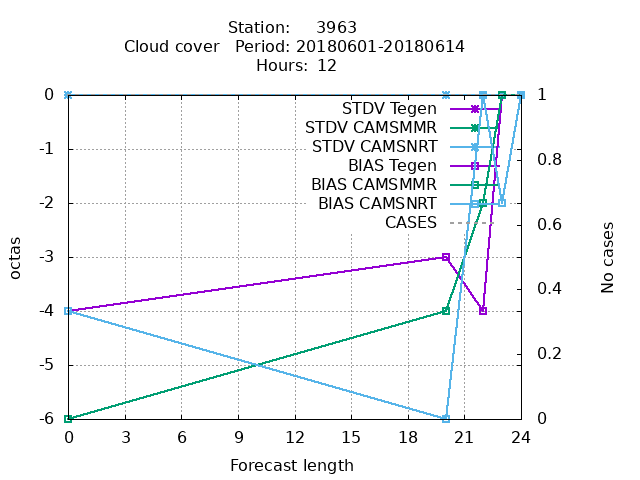 Station: 3963
Cloud cover Period: 20180601-20180614
Hours: 12
0
-1
-2
-3
-4
-5
-6
octas
1
0.8
0.6
0.4
0.2
0
No cases
STDV Tegen
STDV CAMSMMR
STDV CAMSNRT
BIAS Tegen
BIAS CAMSMMR
BIAS CAMSNRT
CASES
0 3 6 9 12 15 18 21 24
Forecast length